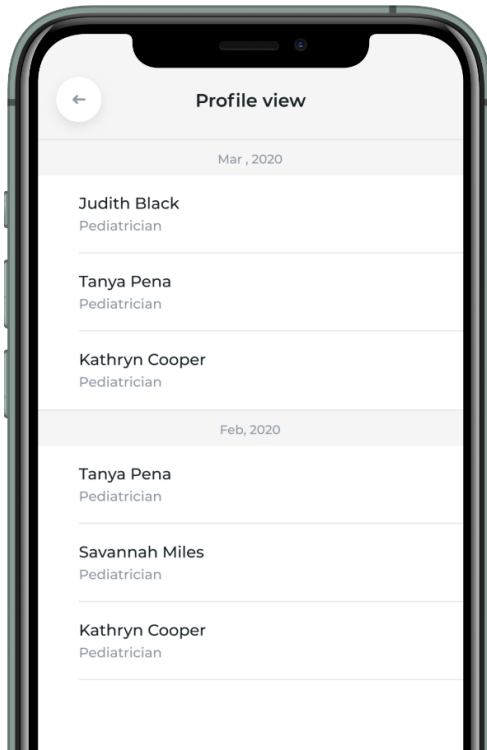 Profile view
Mar , 2020
Judith Black
Pediatrician
Tanya Pena
Pediatrician
Kathryn Cooper
Pediatrician
Feb, 2020
Tanya Pena
Pediatrician
Savannah Miles
Pediatrician
Kathryn Cooper
Pediatrician